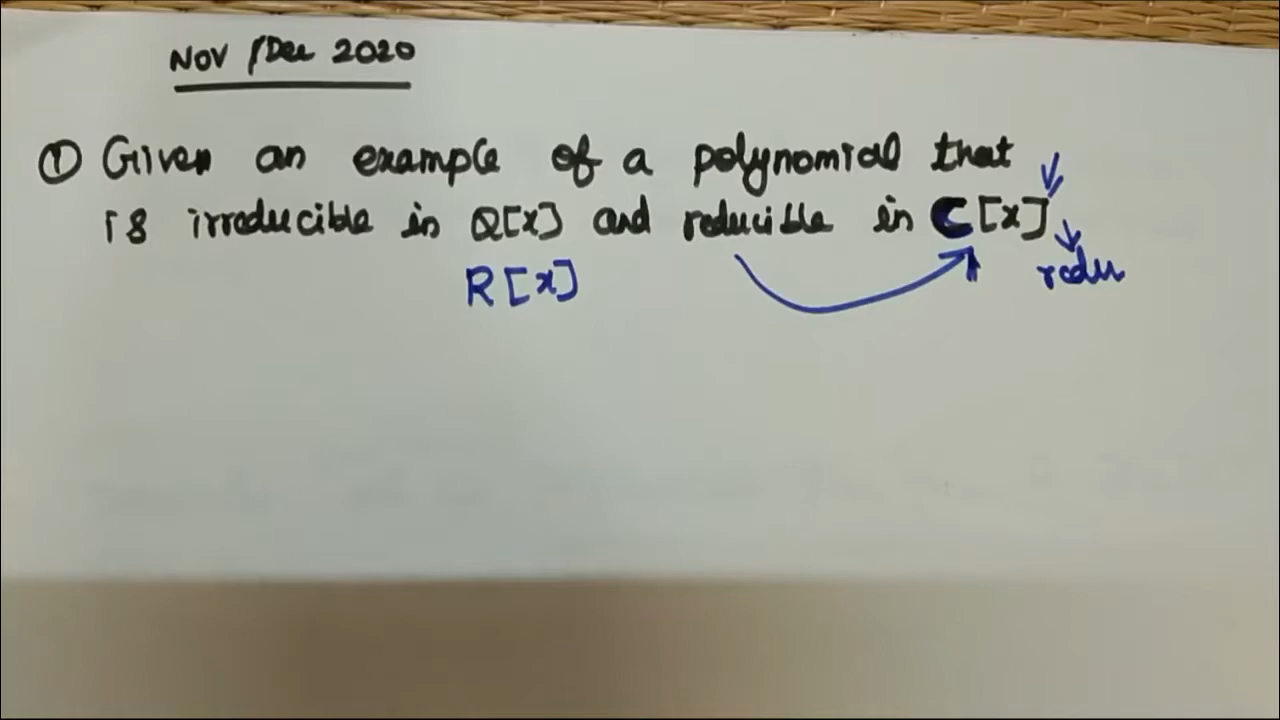 Nov / Dec 2020
① Given an example of a polynomial that
is irreducible in Q[x] and reducible in C[x]
R[x] redu